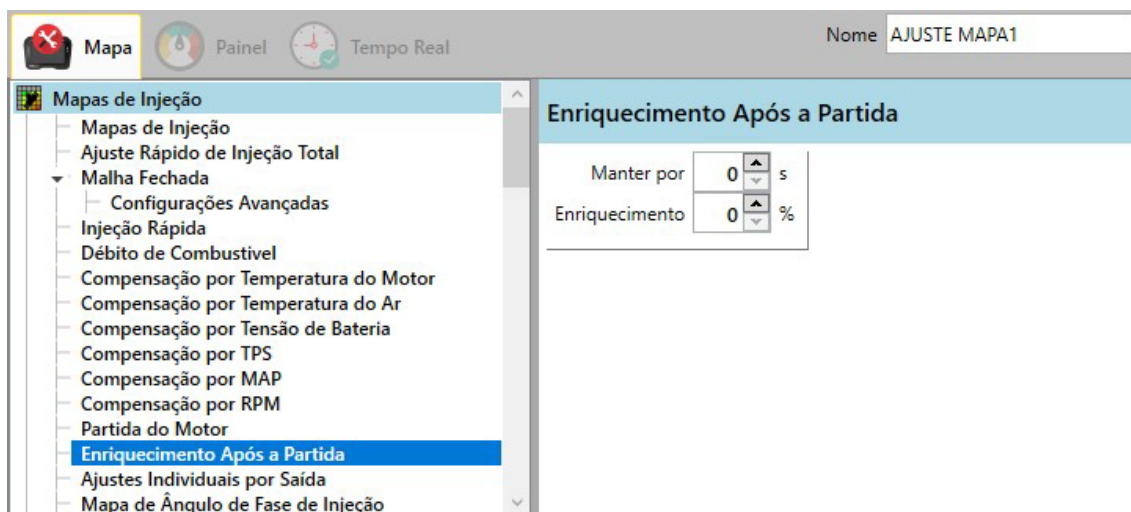 Mapa
Painel
Tempo Real
Nome AJUSTE MAPA1
Mapas de Injeção
Mapas de Injeção
Ajuste Rápido de Injeção Total
Malha Fechada
Configurações Avançadas
Injeção Rápida
Débito de Combustivel
Compensação por Temperatura do Motor
Compensação por Temperatura do Ar
Compensação por Tensão de Bateria
Compensação por TPS
Compensação por MAP
Compensação por RPM
Partida do Motor
Enriquecimento Após a Partida
Ajustes Individuais por Saída
Mapa de Ângulo de Fase de Injeção
Enriquecimento Após a Partida
Manter por 0 s
Enriquecimento 0 %